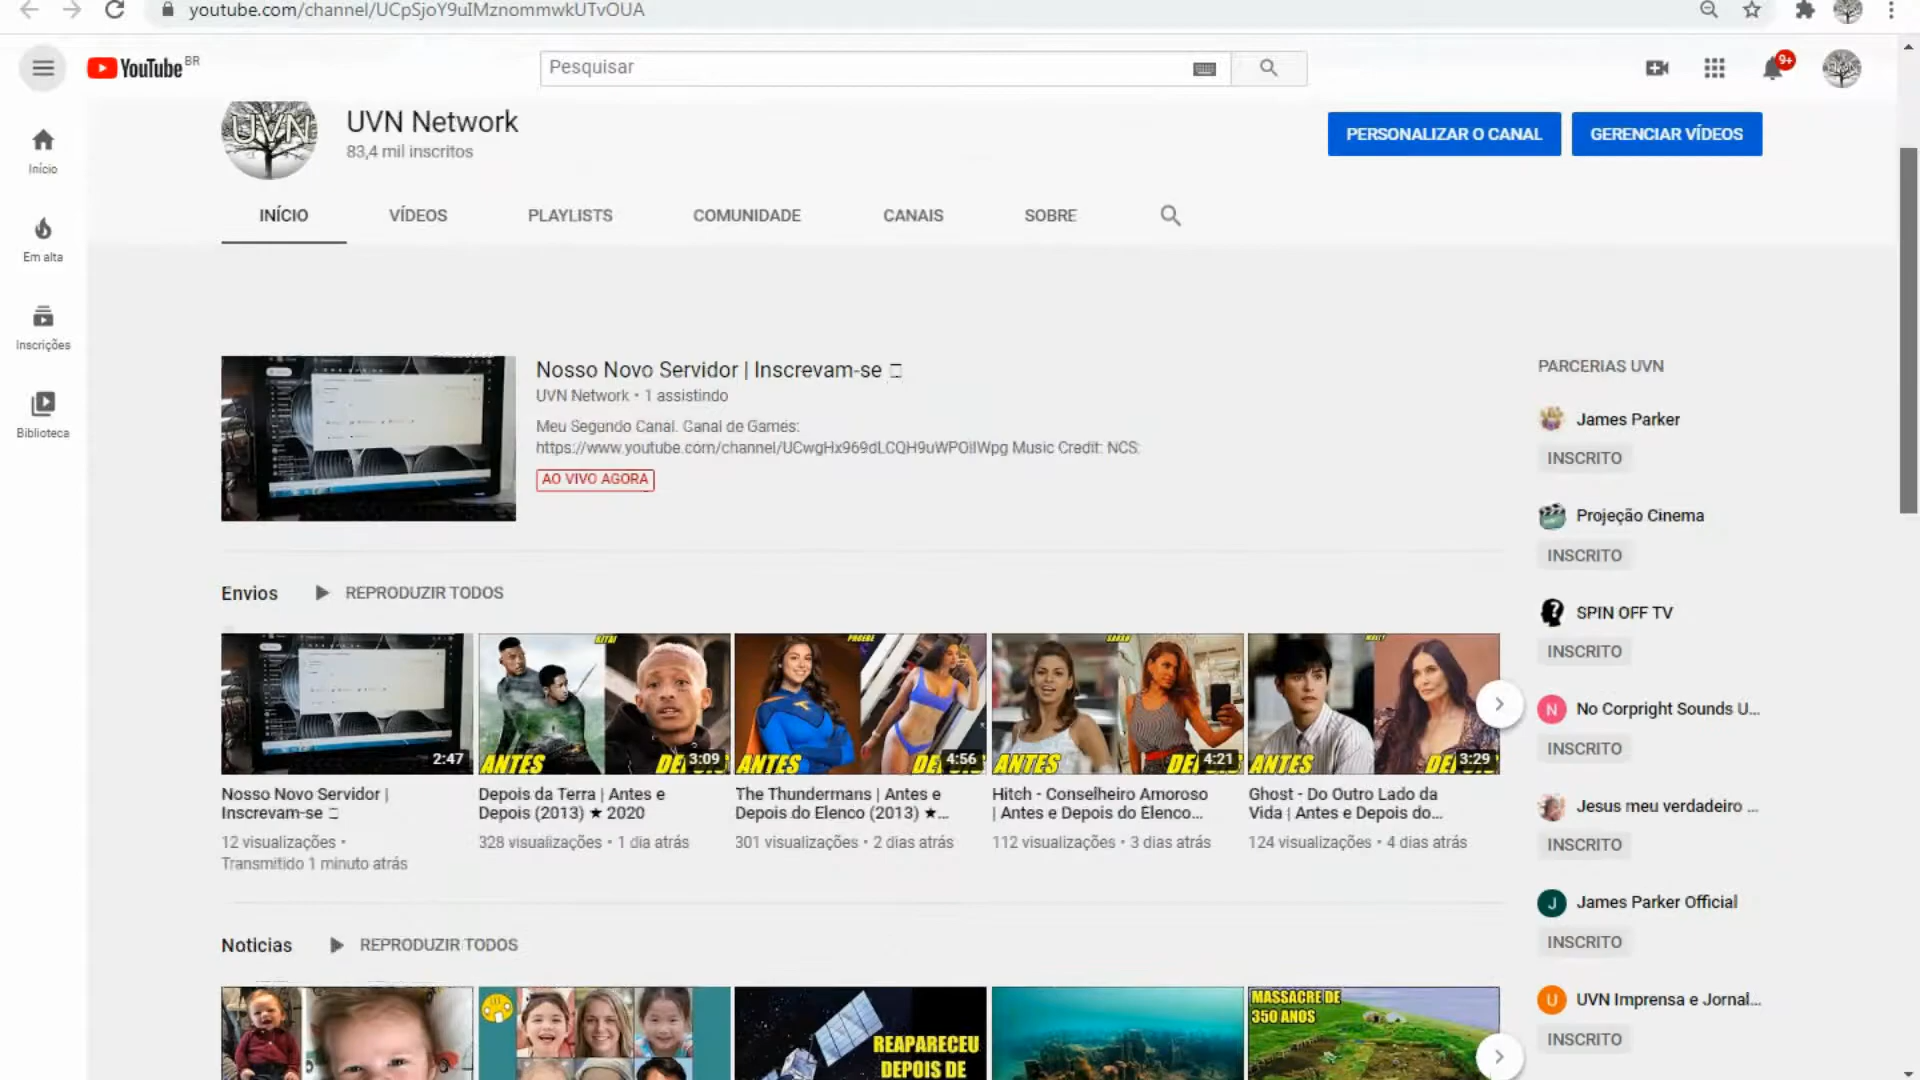 youtube.com/channel/UCpSjoY9uIMznommwkUTvOUA
YouTube BR
Pesquisar
9+
UVN
UVN Network
83,4 mil inscritos
PERSONALIZAR O CANAL
GERENCIAR VÍDEOS
INÍCIO
VÍDEOS
PLAYLISTS
COMUNIDADE
CANAIS
SOBRE
Início
Em alta
Inscrições
Biblioteca
Nosso Novo Servidor | Inscrevam-se
UVN Network • 1 assistindo
Meu Segundo Canal. Canal de Games:
https://www.youtube.com/channel/UCwgHx969dLCQH9uWPOilWpg Music Credit: NCS:
AO VIVO AGORA
Envios
REPRODUZIR TODOS
2:47
Nosso Novo Servidor |
Inscrevam-se
12 visualizações •
Transmitido 1 minuto atrás
KITAI
ANTES
3:09
Depois da Terra | Antes e
Depois (2013) ★ 2020
328 visualizações • 1 dia atrás
PHOEBE
ANTES
4:56
The Thundermans | Antes e
Depois do Elenco (2013) ★...
301 visualizações • 2 dias atrás
SARAH
ANTES
4:21
Hitch - Conselheiro Amoroso
| Antes e Depois do Elenco...
112 visualizações • 3 dias atrás
MOLLY
ANTES
3:29
Ghost - Do Outro Lado da
Vida | Antes e Depois do...
124 visualizações • 4 dias atrás
Noticias
REPRODUZIR TODOS
REAPARECEU
DEPOIS DE
MASSACRE DE
350 ANOS
PARCERIAS UVN
James Parker
INSCRITO
Projeção Cinema
INSCRITO
SPIN OFF TV
INSCRITO
N
No Corpright Sounds U...
INSCRITO
Jesus meu verdadeiro ...
INSCRITO
J
James Parker Official
INSCRITO
U
UVN Imprensa e Jornal...
INSCRITO